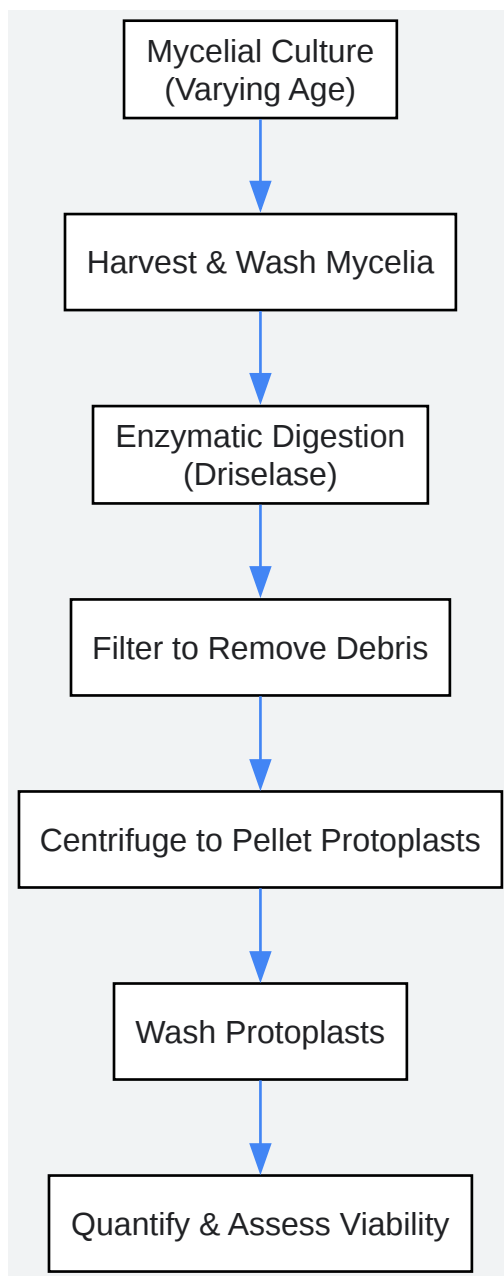 Mycelial Culture
(Varying Age)
Harvest & Wash Mycelia
Enzymatic Digestion
(Driselase)
Filter to Remove Debris
Centrifuge to Pellet Protoplasts
Wash Protoplasts
Quantify & Assess Viability